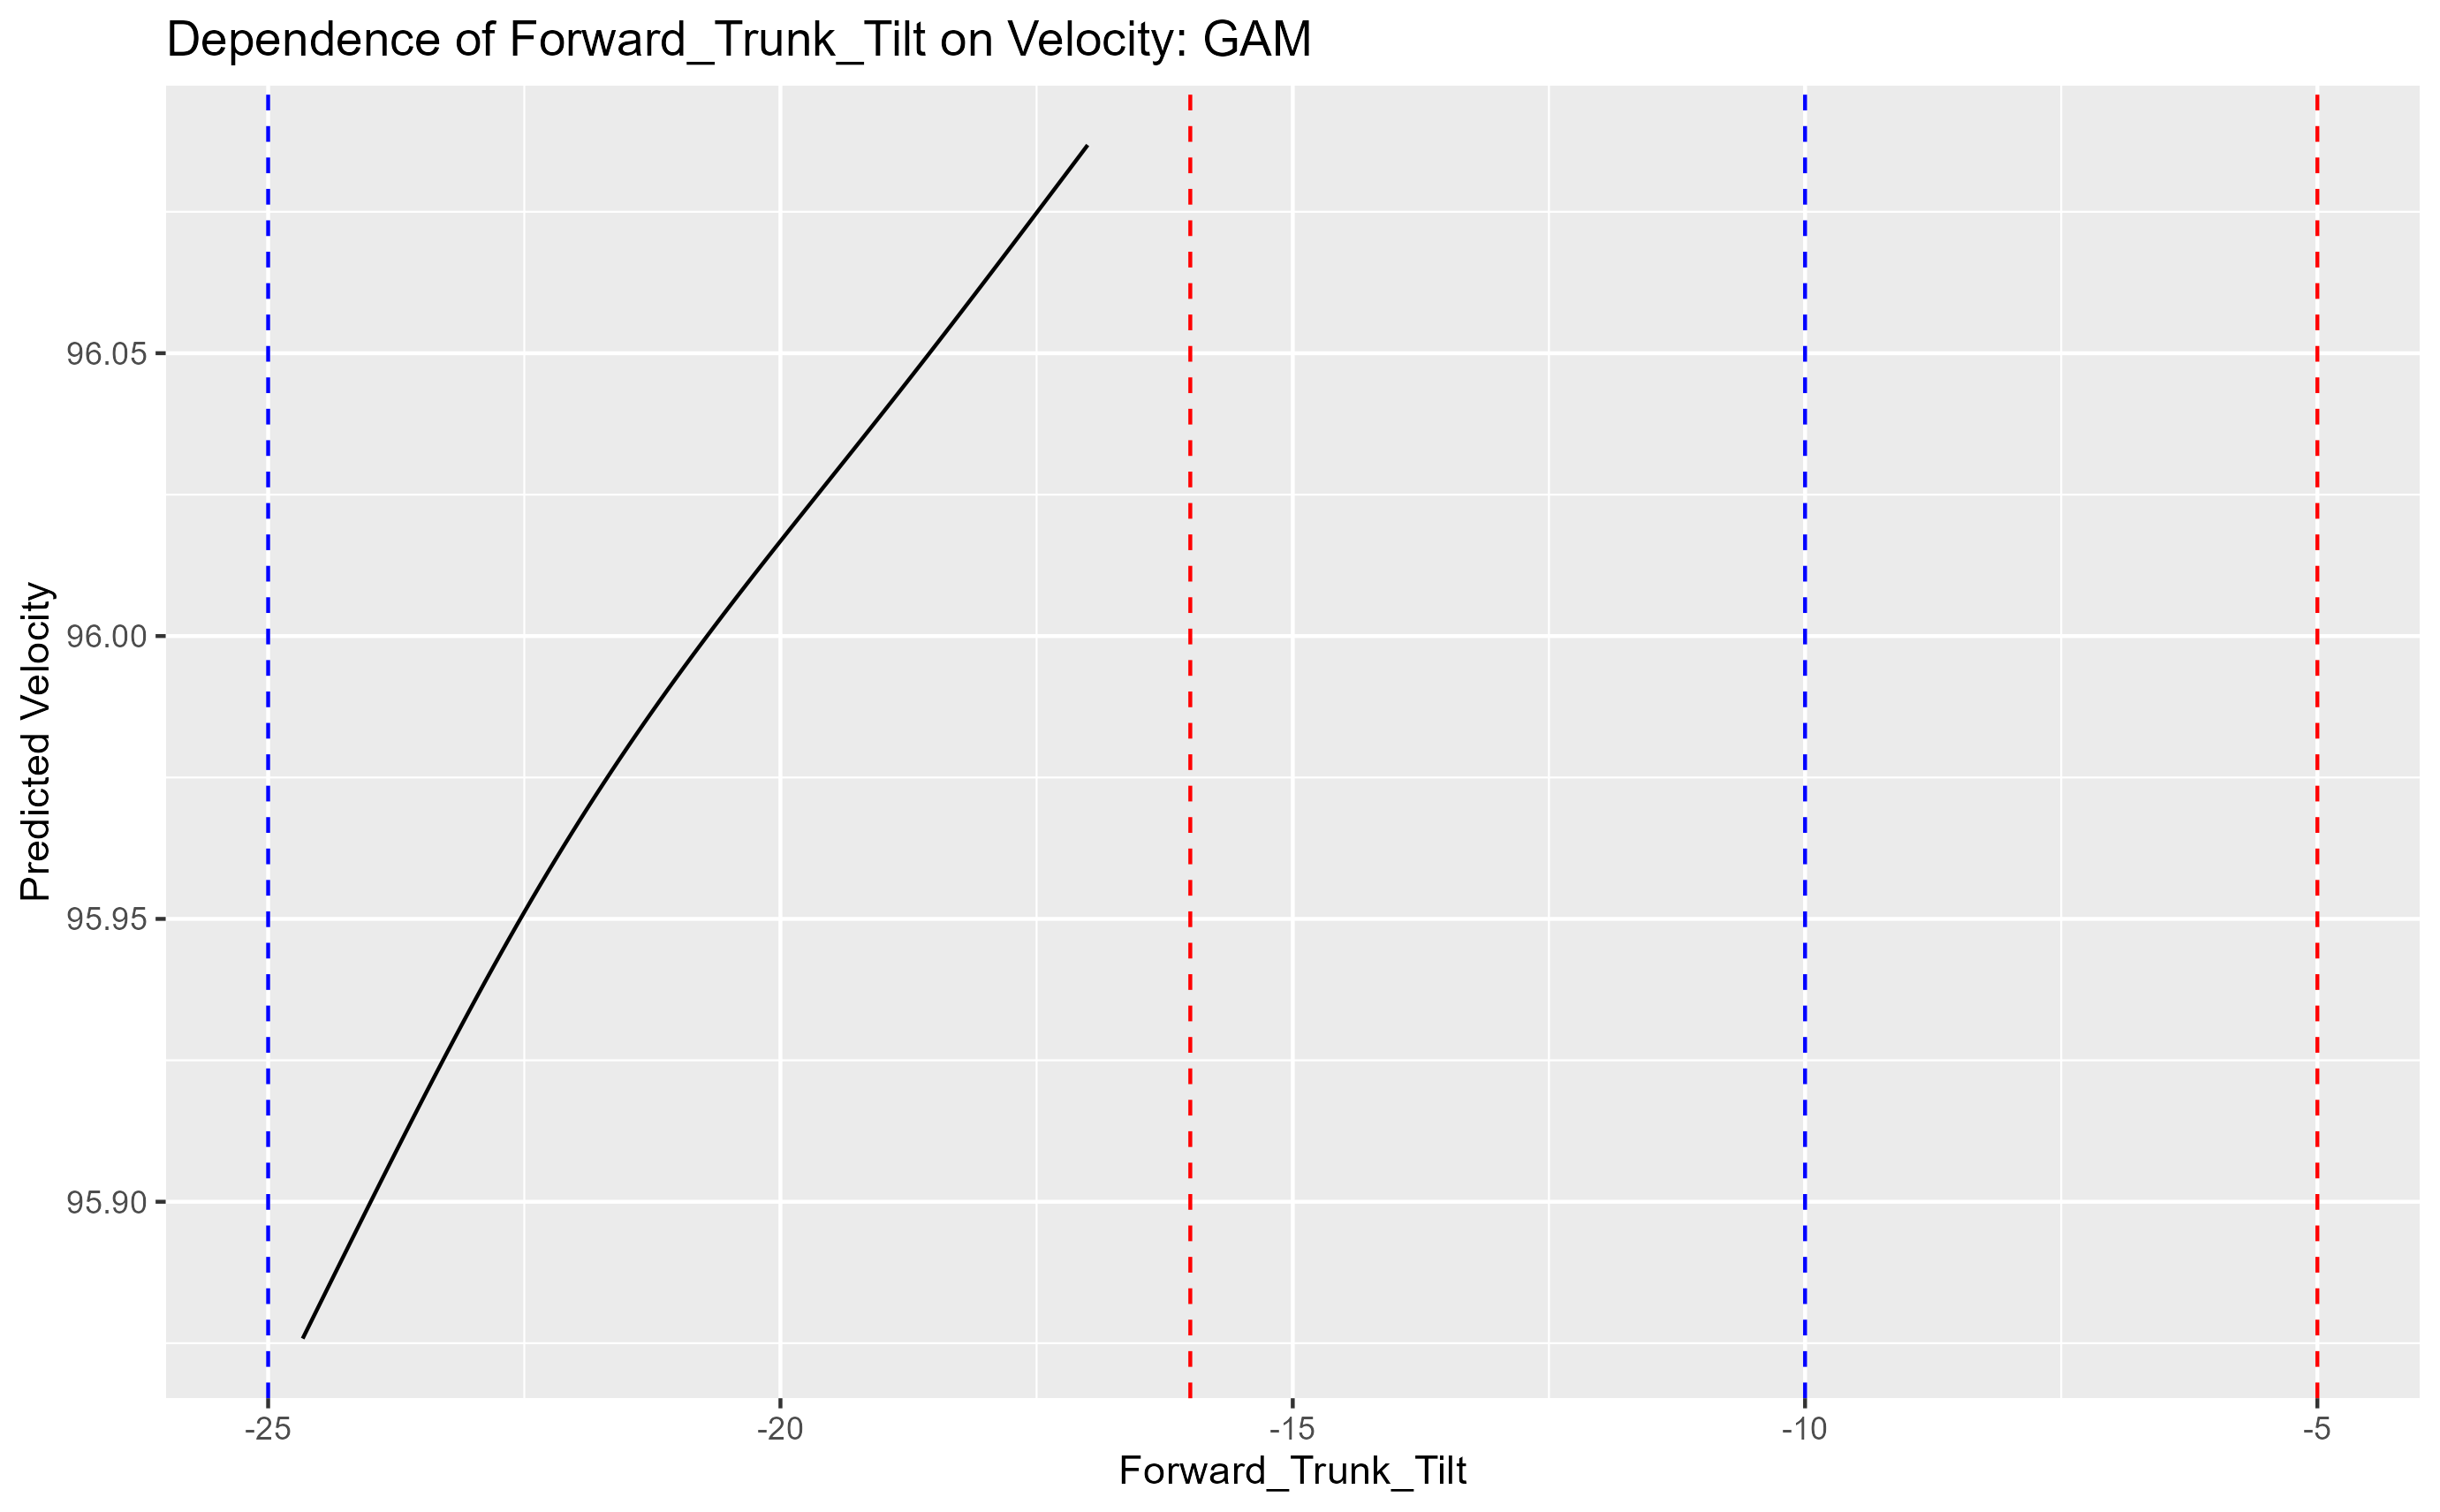 Dependence of Forward_Trunk_Tilt on Velocity: GAM
Predicted Velocity
96.05
96.00
95.95
95.90
-25 -20 -15 -10 -5
Forward_Trunk_Tilt